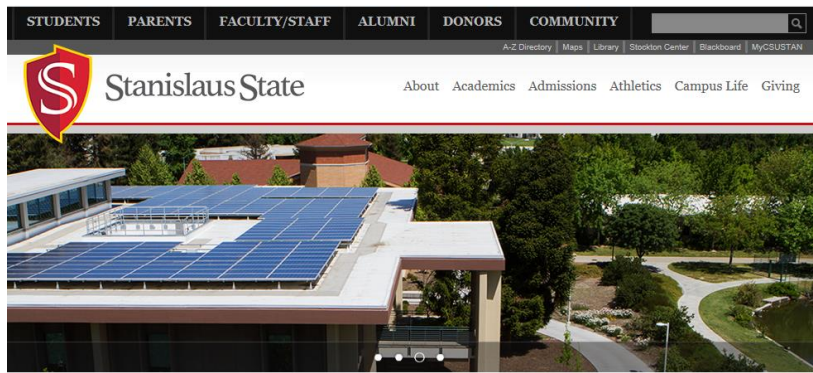 STUDENTS PARENTS FACULTY/STAFF ALUMNI DONORS COMMUNITY
A-Z Directory Maps Library Stockton Center Blackboard MyCSUSTAN
S
Stanislaus State
About Academics Admissions Athletics Campus Life Giving